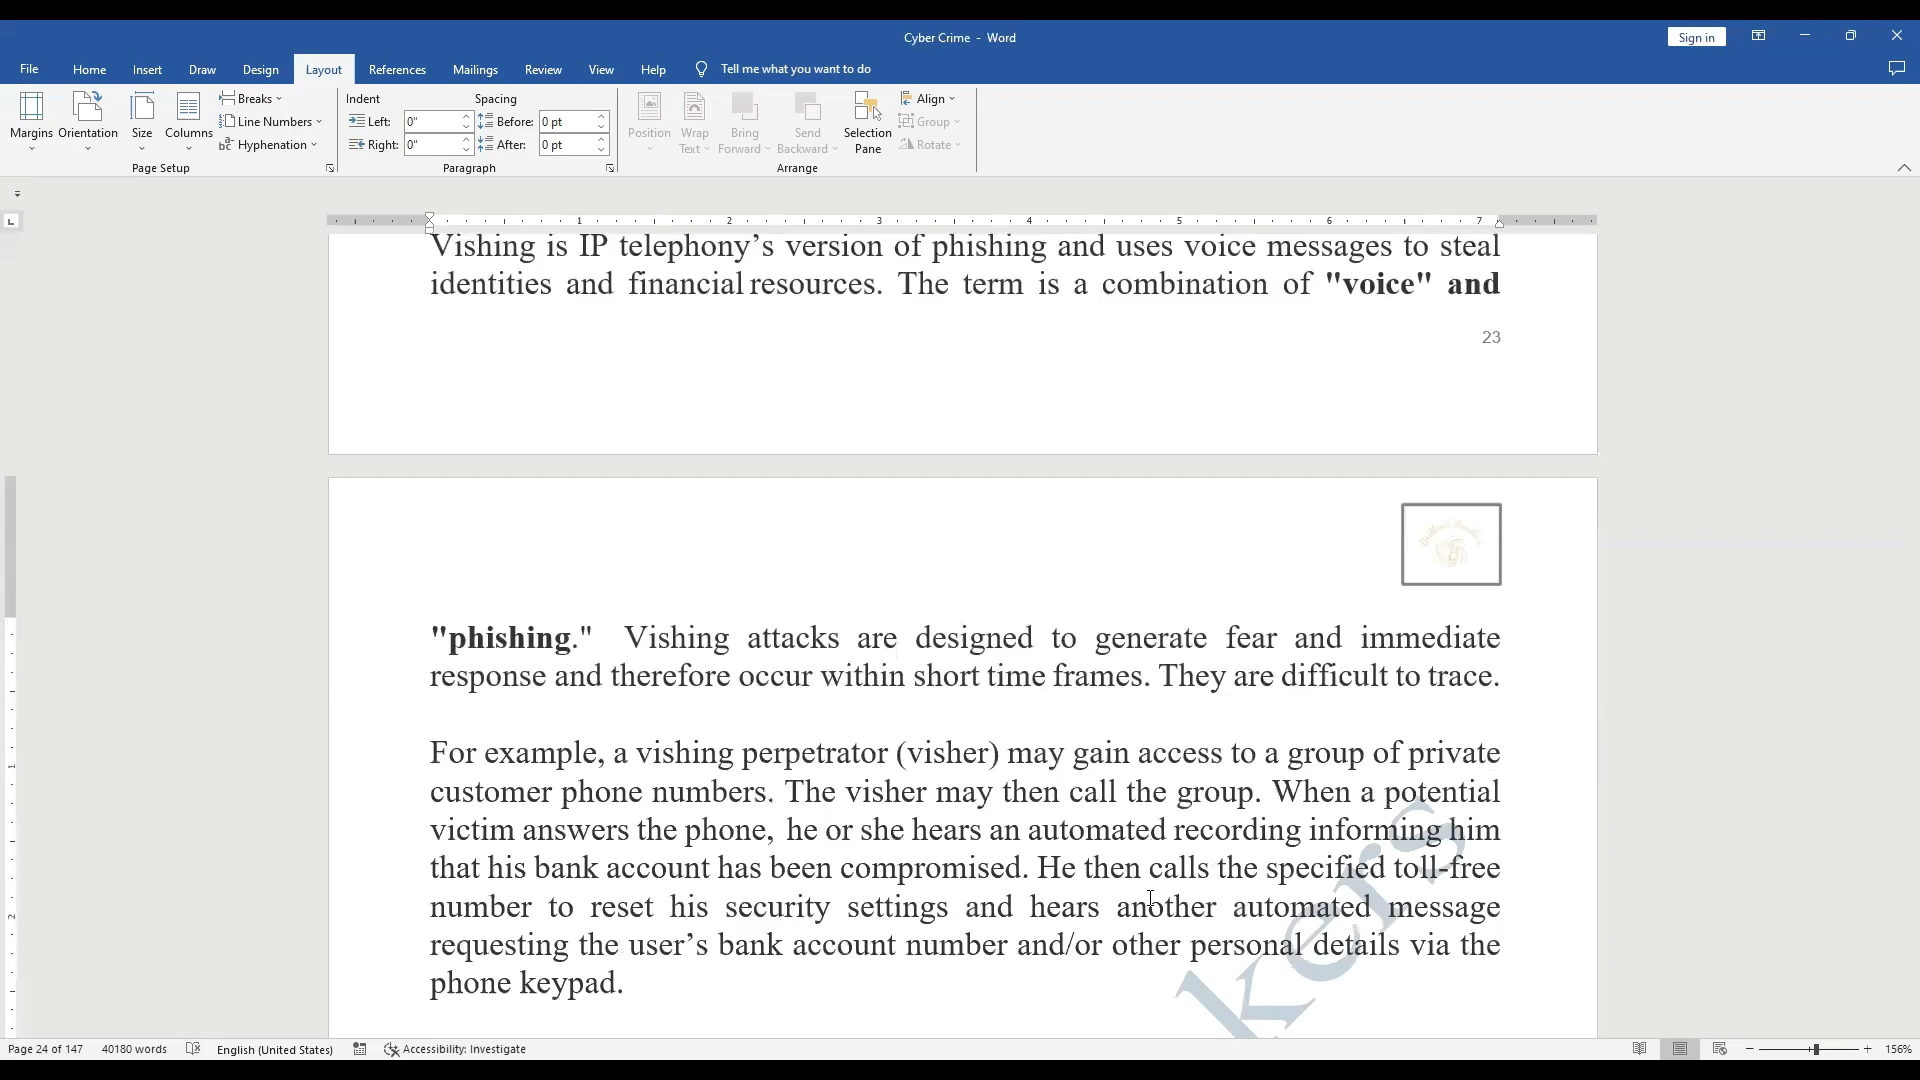 Cyber Crime - Word
Sign in
File Home Insert Draw Design Layout References Mailings Review View Help Tell me what you want to do
Margins Orientation Size Columns
Breaks
Line Numbers
Hyphenation
Page Setup
Indent Spacing
Left: 0" Before: 0 pt
Right: 0" After: 0 pt
Paragraph
Position Wrap Text Bring Forward Send Backward Selection Pane
Align
Group
Rotate
Arrange
1 2 3 4 5 6 7
Vishing is IP telephony’s version of phishing and uses voice messages to steal
identities and financial resources. The term is a combination of "voice" and
23
"phishing." Vishing attacks are designed to generate fear and immediate
response and therefore occur within short time frames. They are difficult to trace.
For example, a vishing perpetrator (visher) may gain access to a group of private
customer phone numbers. The visher may then call the group. When a potential
victim answers the phone, he or she hears an automated recording informing him
that his bank account has been compromised. He then calls the specified toll-free
number to reset his security settings and hears another automated message
requesting the user’s bank account number and/or other personal details via the
phone keypad.
kers
1
2
Page 24 of 147 40180 words English (United States) Accessibility: Investigate 156%